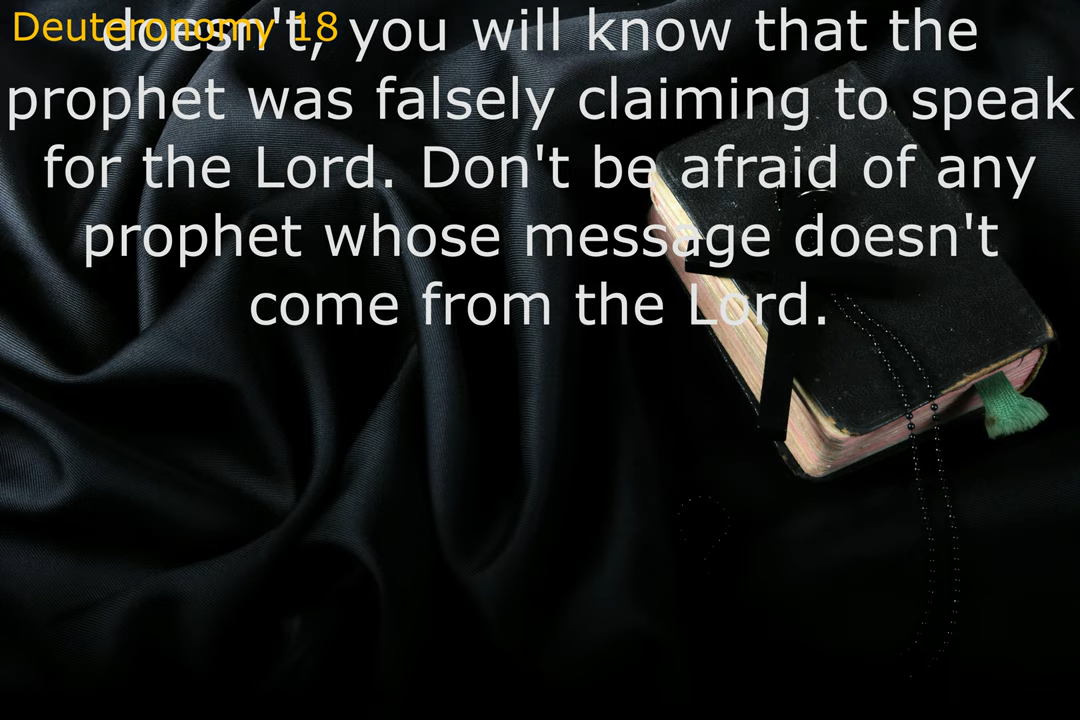 Deuteronomy 18
doesn't, you will know that the
prophet was falsely claiming to speak
for the Lord. Don't be afraid of any
prophet whose message doesn't
come from the Lord.